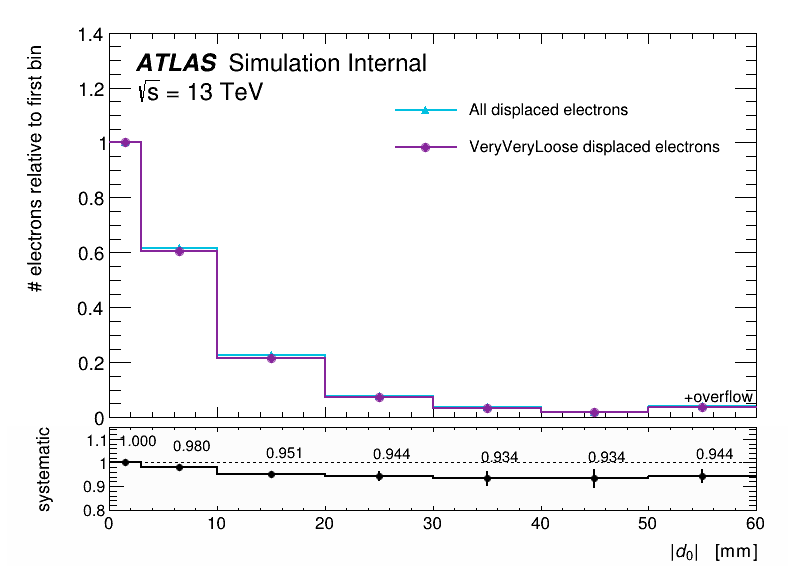 ATLAS Simulation Internal
√s = 13 TeV
All displaced electrons
VeryVeryLoose displaced electrons
# electrons relative to first bin
1.4
1.2
1
0.8
0.6
0.4
0.2
0
+overflow
systematic
1.1
1
0.9
0.8
1.000 0.980 0.951 0.944 0.934 0.934 0.944
0 10 20 30 40 50 60
|d₀| [mm]